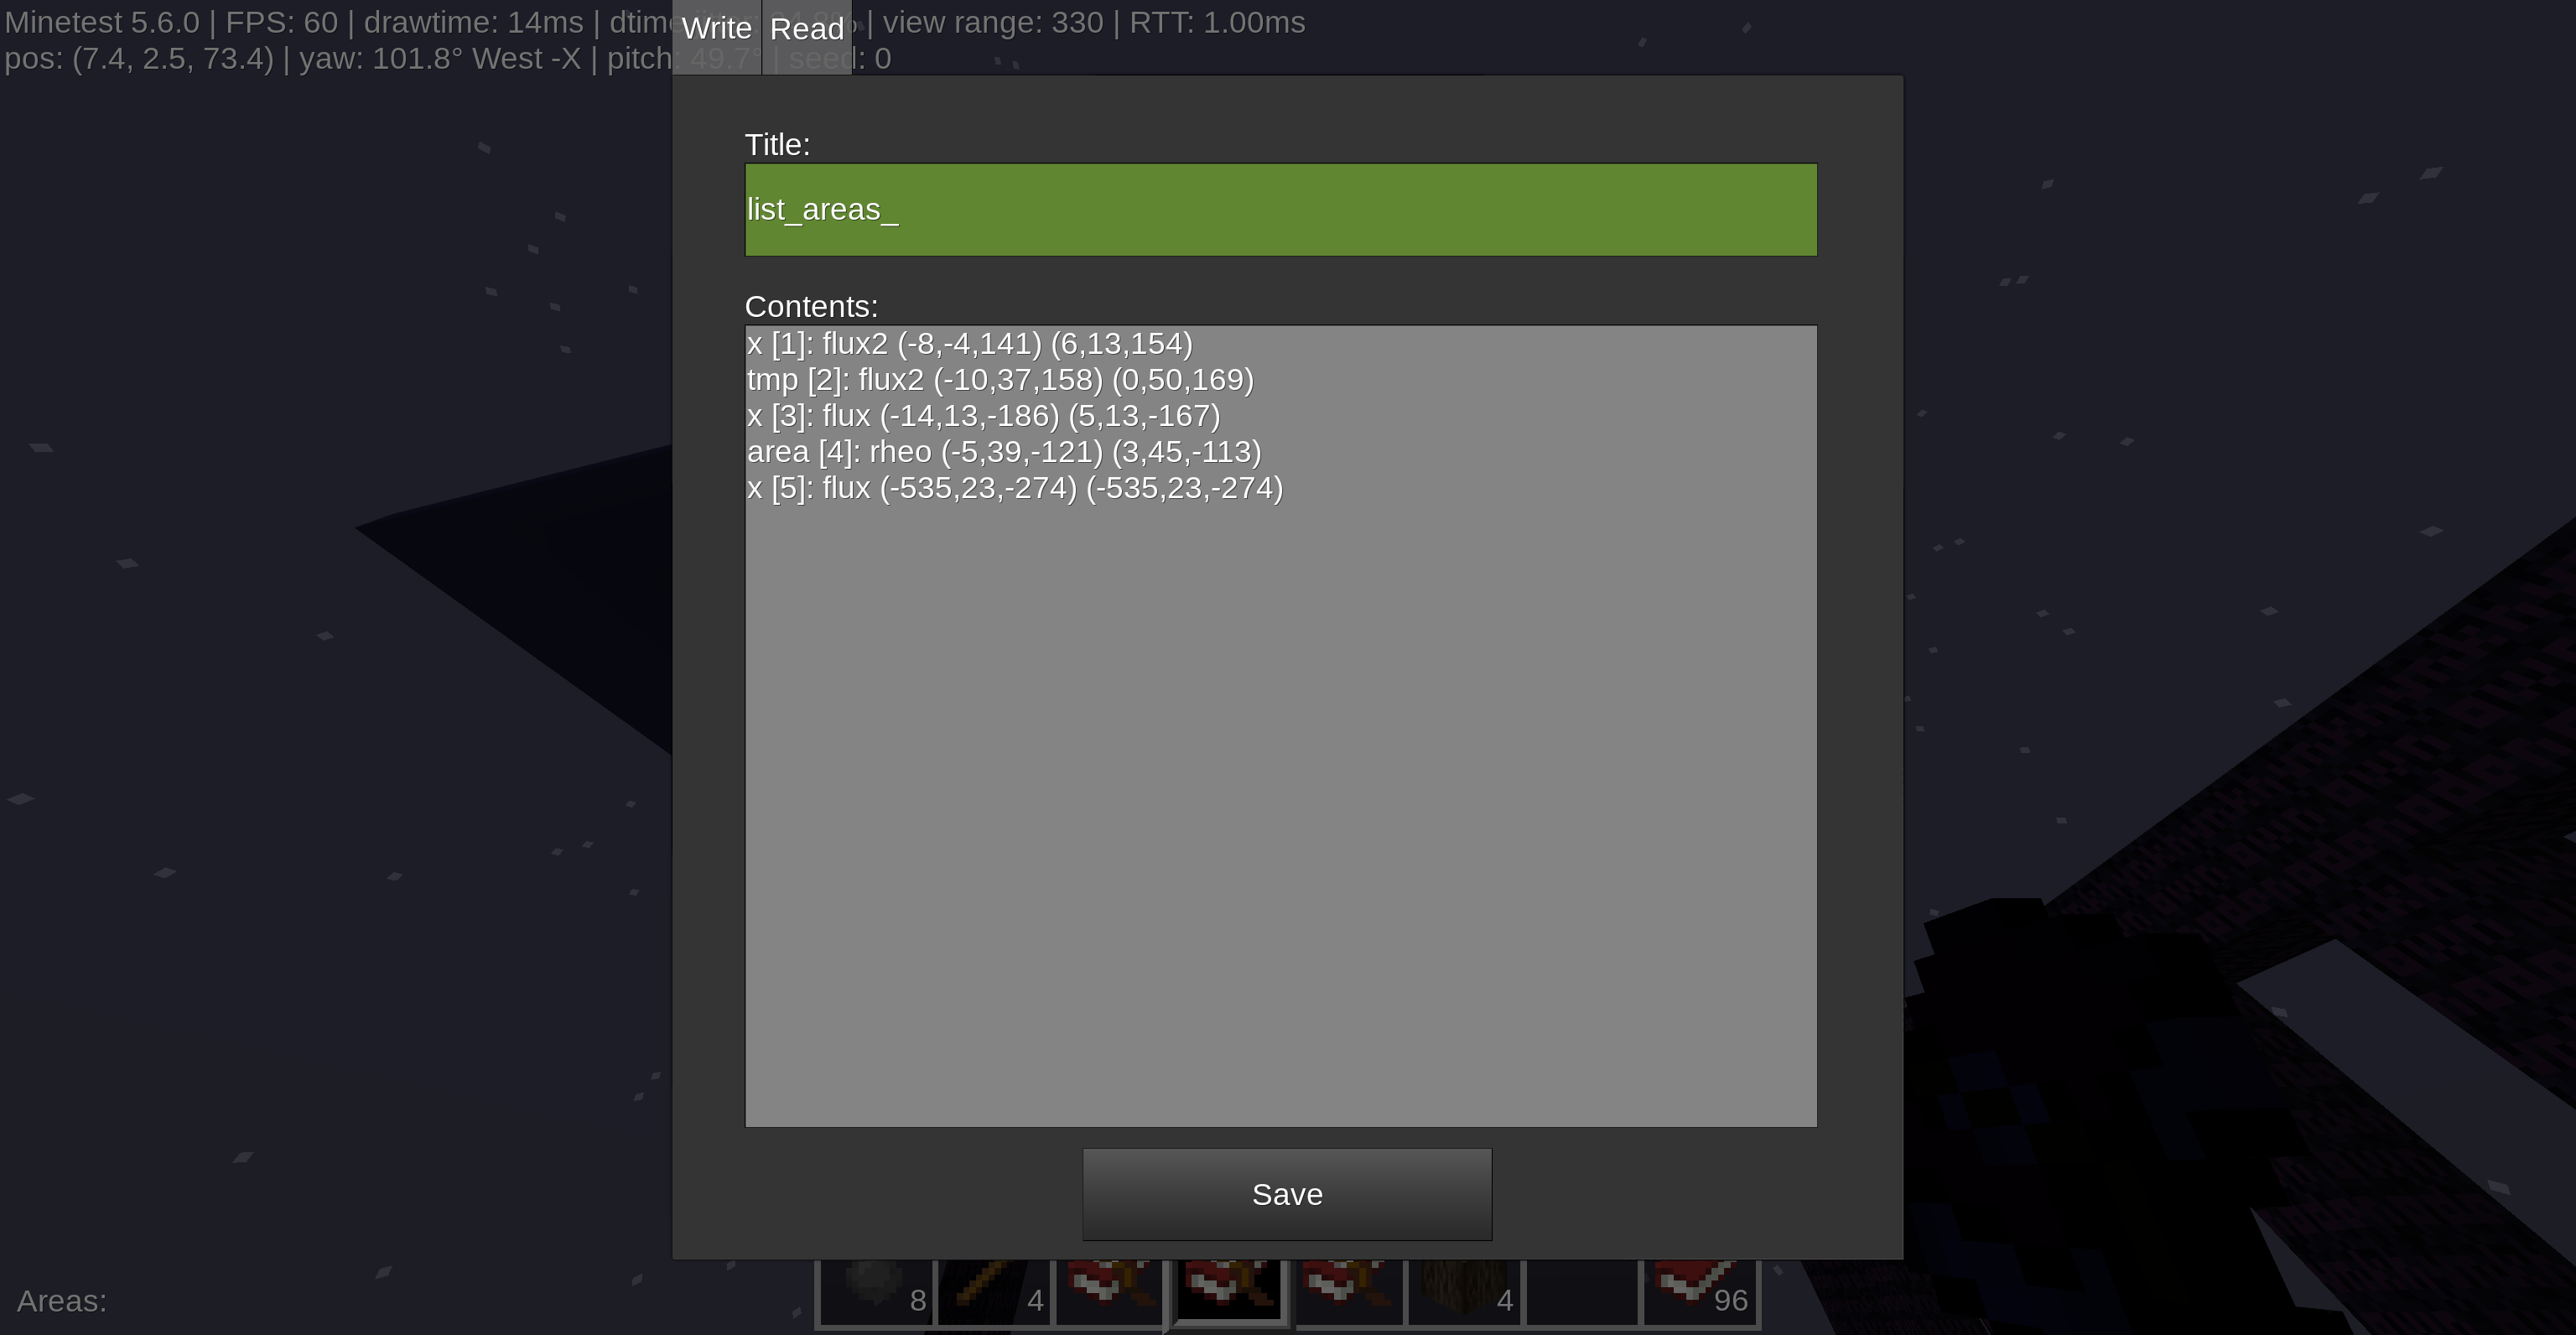 Minetest 5.6.0 | FPS: 60 | drawtime: 14ms | dtime | view range: 330 | RTT: 1.00ms
pos: (7.4, 2.5, 73.4) | yaw: 101.8° West -X | pitch: 49.7° | seed: 0
Write Read
Title:
list_areas_
Contents:
x [1]: flux2 (-8,-4,141) (6,13,154)
tmp [2]: flux2 (-10,37,158) (0,50,169)
x [3]: flux (-14,13,-186) (5,13,-167)
area [4]: rheo (-5,39,-121) (3,45,-113)
x [5]: flux (-535,23,-274) (-535,23,-274)
Save
Areas:
8 4 4 96